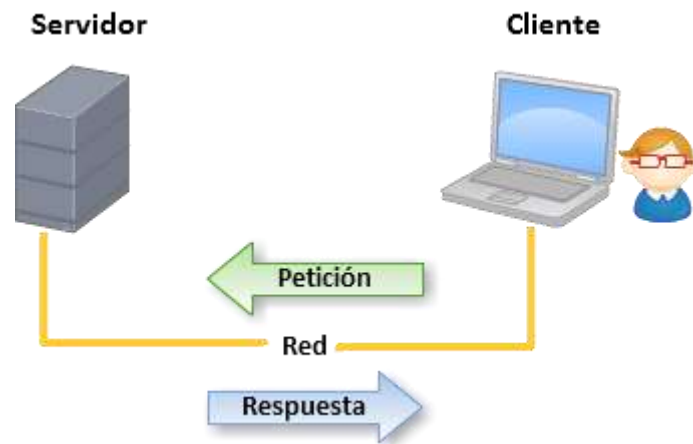 Servidor
Cliente
Petición
Red
Respuesta